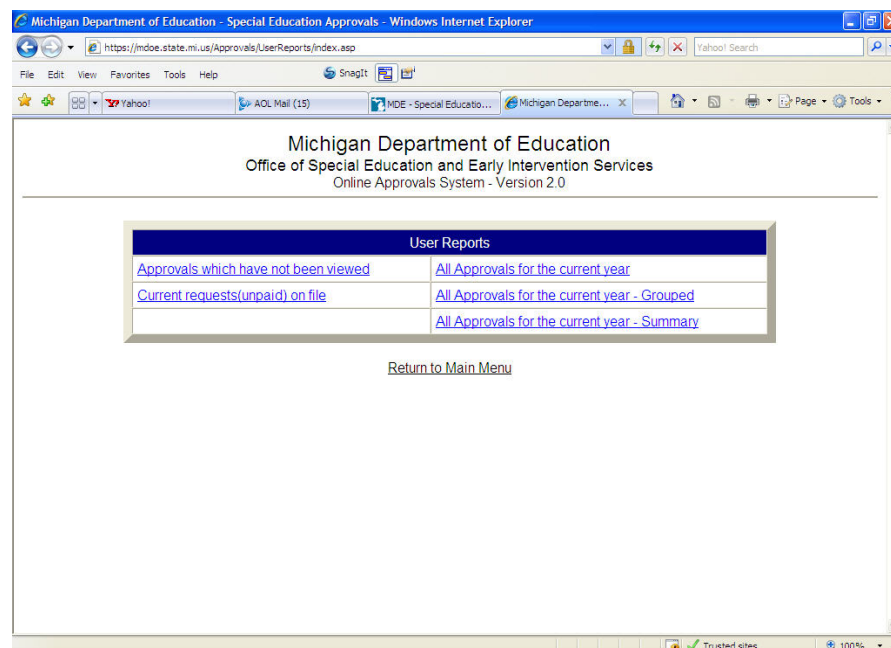 Michigan Department of Education - Special Education Approvals - Windows Internet Explorer
https://mdoe.state.mi.us/Approvals/UserReports/index.asp
Yahoo! Search
File Edit View Favorites Tools Help
SnagIt
Yahoo!
AOL Mail (15)
MDE - Special Educatio...
Michigan Departme...
Page
Tools
Michigan Department of Education
Office of Special Education and Early Intervention Services
Online Approvals System - Version 2.0
User Reports
Approvals which have not been viewed
All Approvals for the current year
Current requests(unpaid) on file
All Approvals for the current year - Grouped
All Approvals for the current year - Summary
Return to Main Menu
Trusted sites
100%